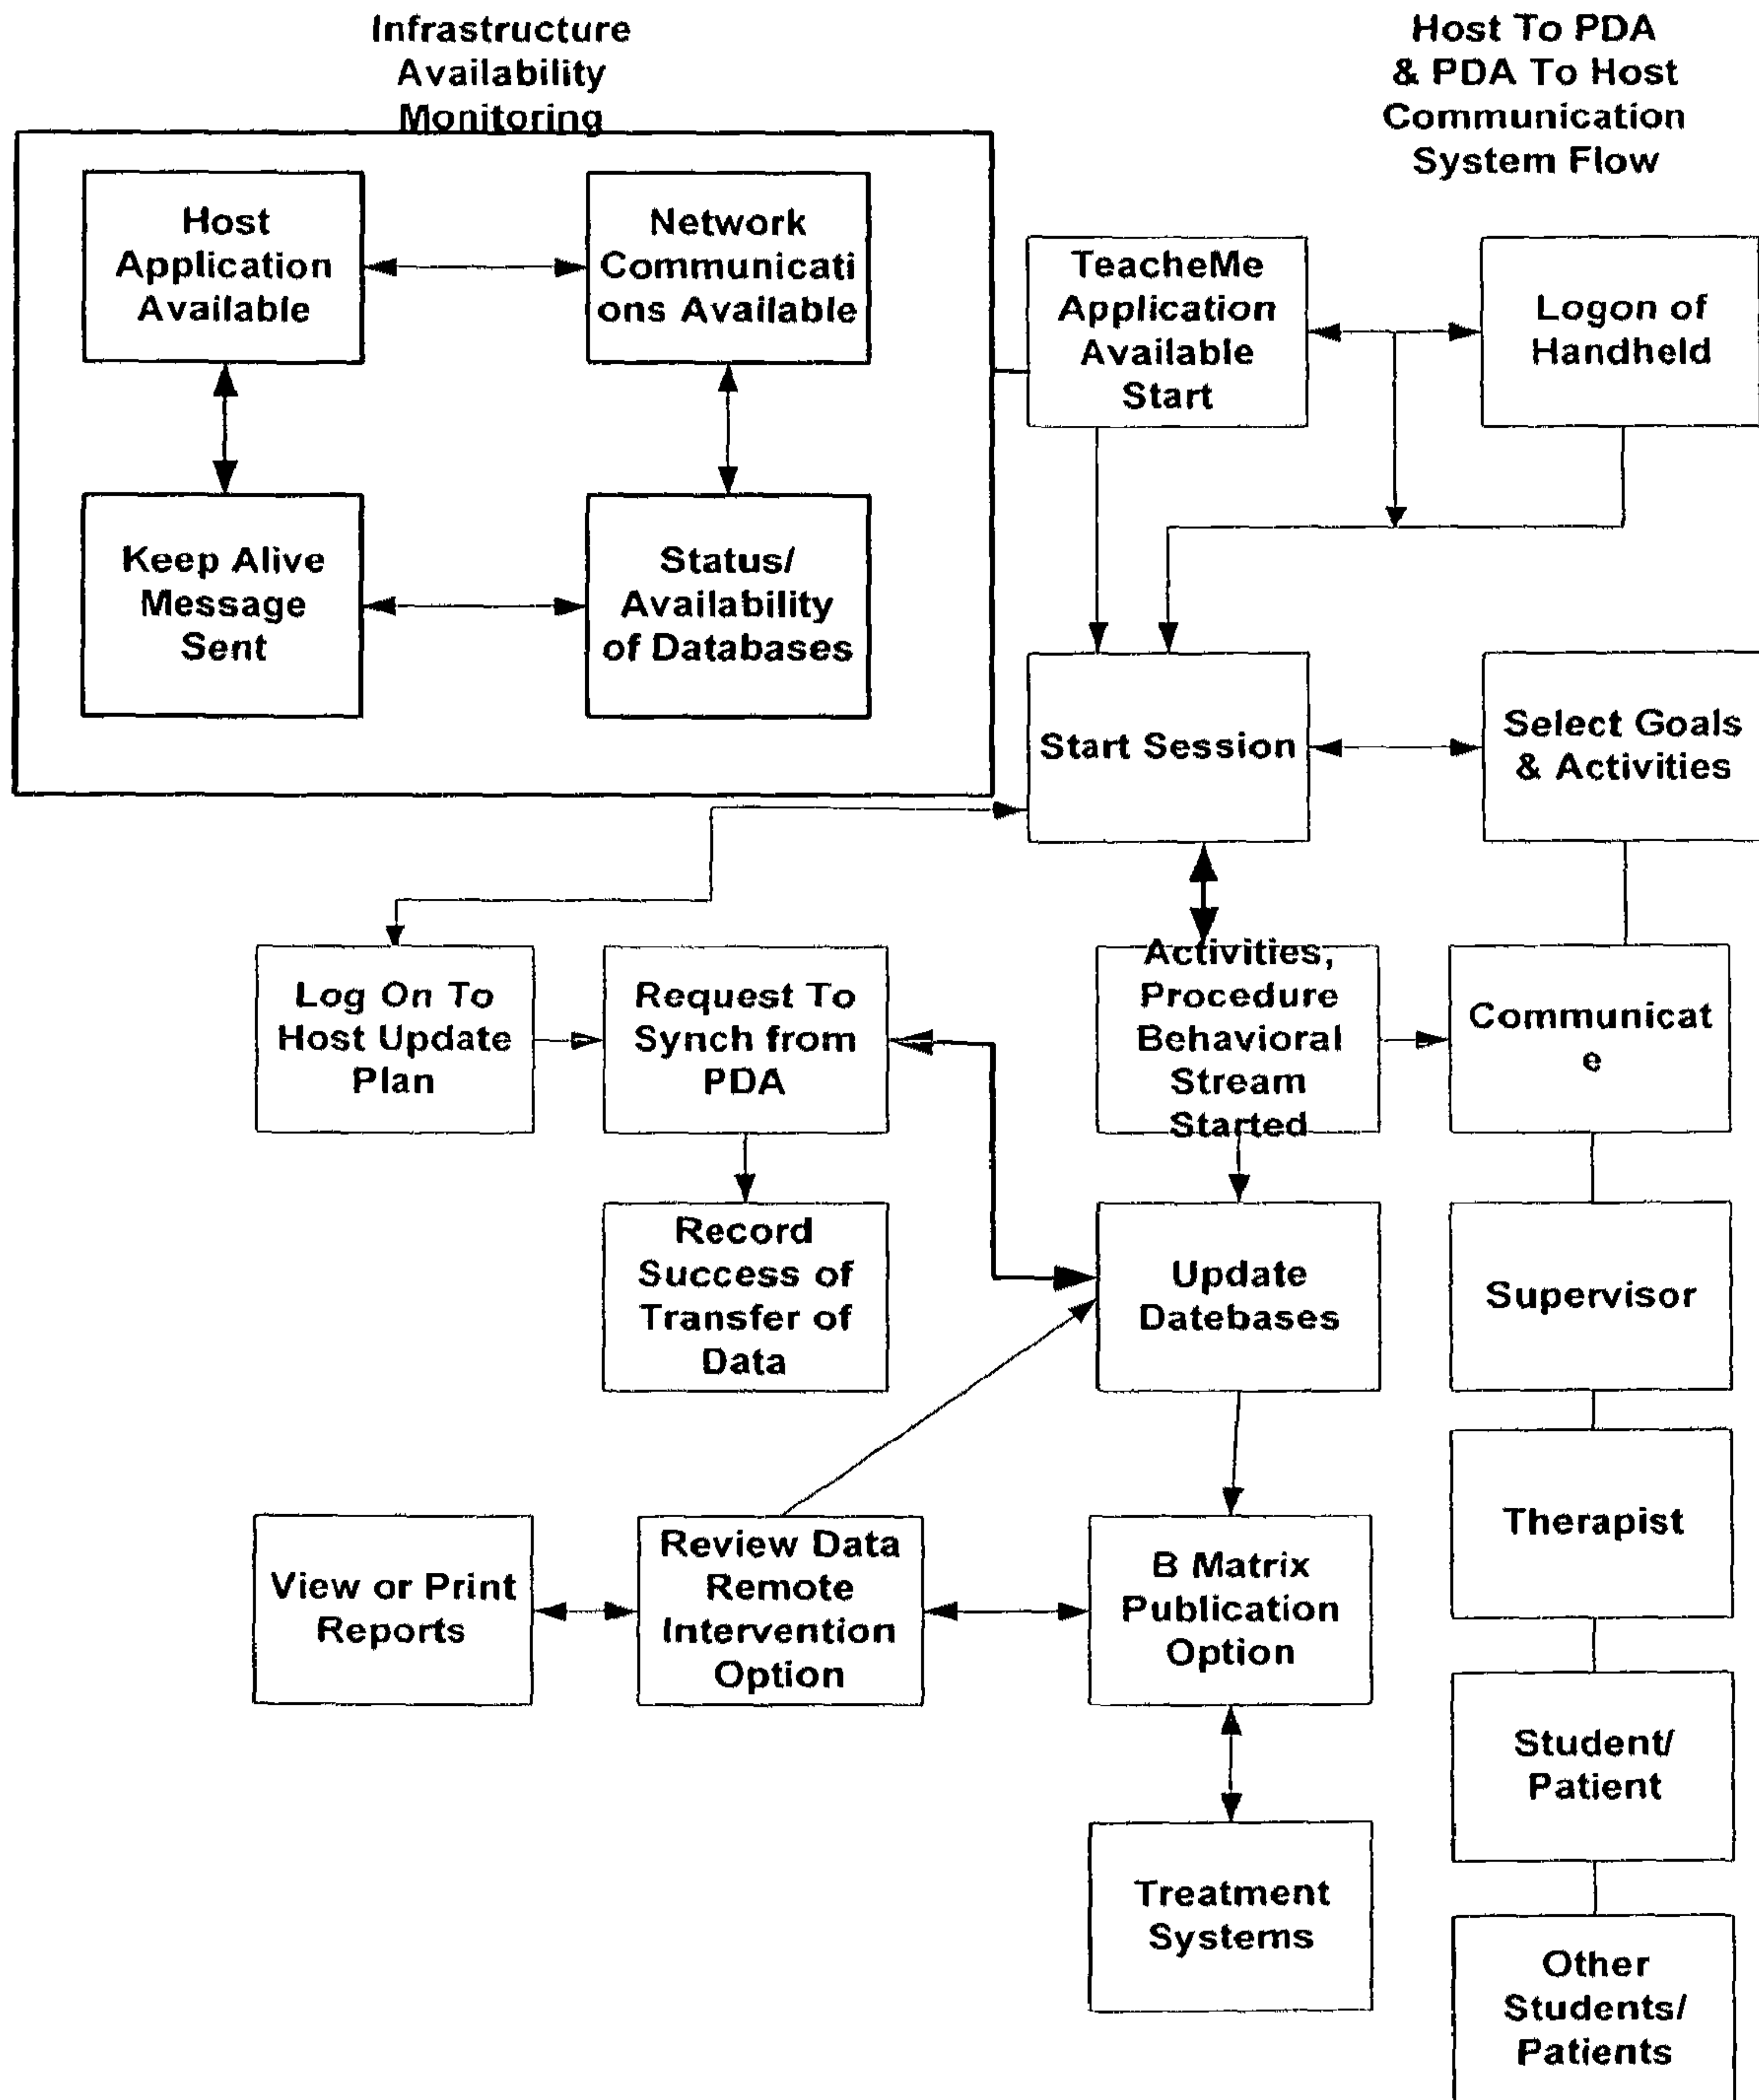 Infrastructure
Availability
Monitoring
Host To PDA
& PDA To Host
Communication
System Flow
Host
Application
Available
Network
Communicati
ons Available
TeacheMe
Application
Available
Start
Logon of
Handheld
Keep Alive
Message
Sent
Status/
Availability
of Databases
Start Session
Select Goals
& Activities
Log On To
Host Update
Plan
Request To
Synch from
PDA
Activities,
Procedure
Behavioral
Stream
Started
Communicat
e
Record
Success of
Transfer of
Data
Update
Datebases
Supervisor
Therapist
View or Print
Reports
Review Data
Remote
Intervention
Option
B Matrix
Publication
Option
Student/
Patient
Treatment
Systems
Other
Students/
Patients